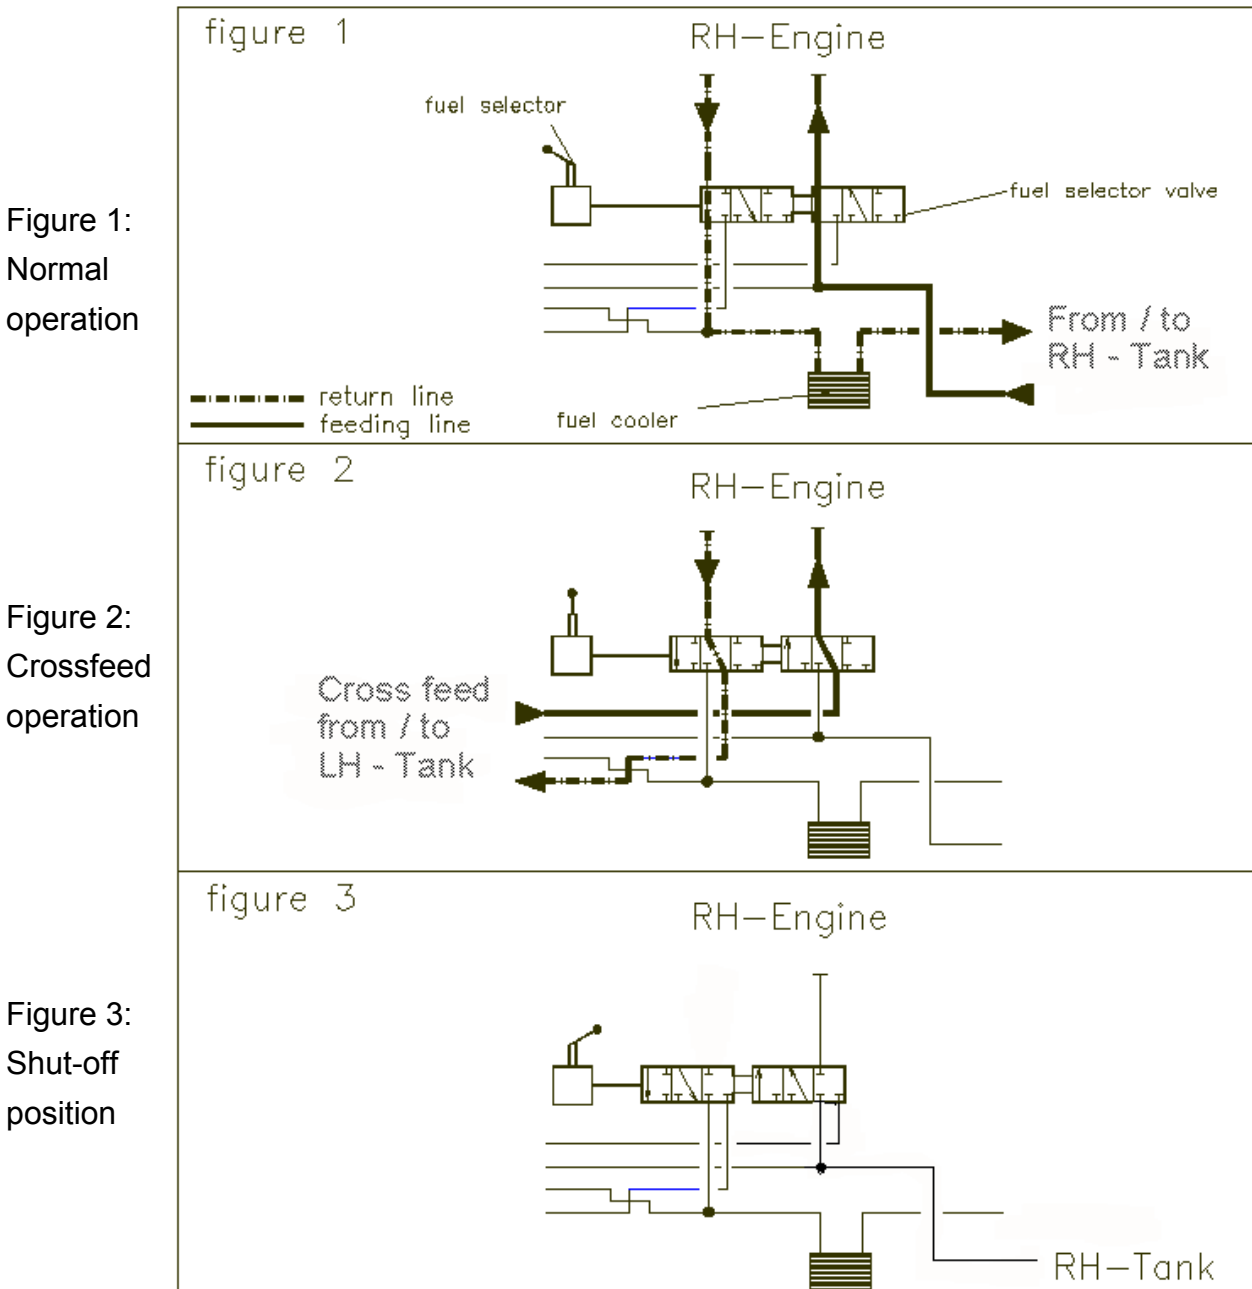 figure 1
RH-Engine
fuel selector
fuel selector valve
Figure 1:
Normal
operation
From / to
RH - Tank
return line
feeding line
fuel cooler
figure 2
RH-Engine
Figure 2:
Crossfeed
operation
Cross feed
from / to
LH - Tank
figure 3
RH-Engine
Figure 3:
Shut-off
position
RH-Tank